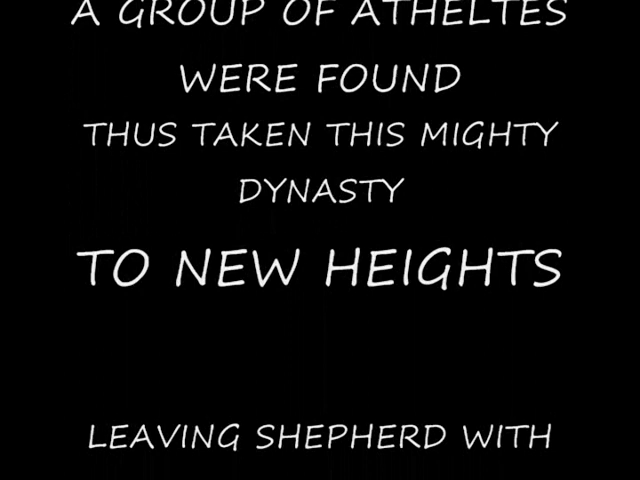 A GROUP OF ATHELTES
WERE FOUND
THUS TAKEN THIS MIGHTY
DYNASTY
TO NEW HEIGHTS
LEAVING SHEPHERD WITH